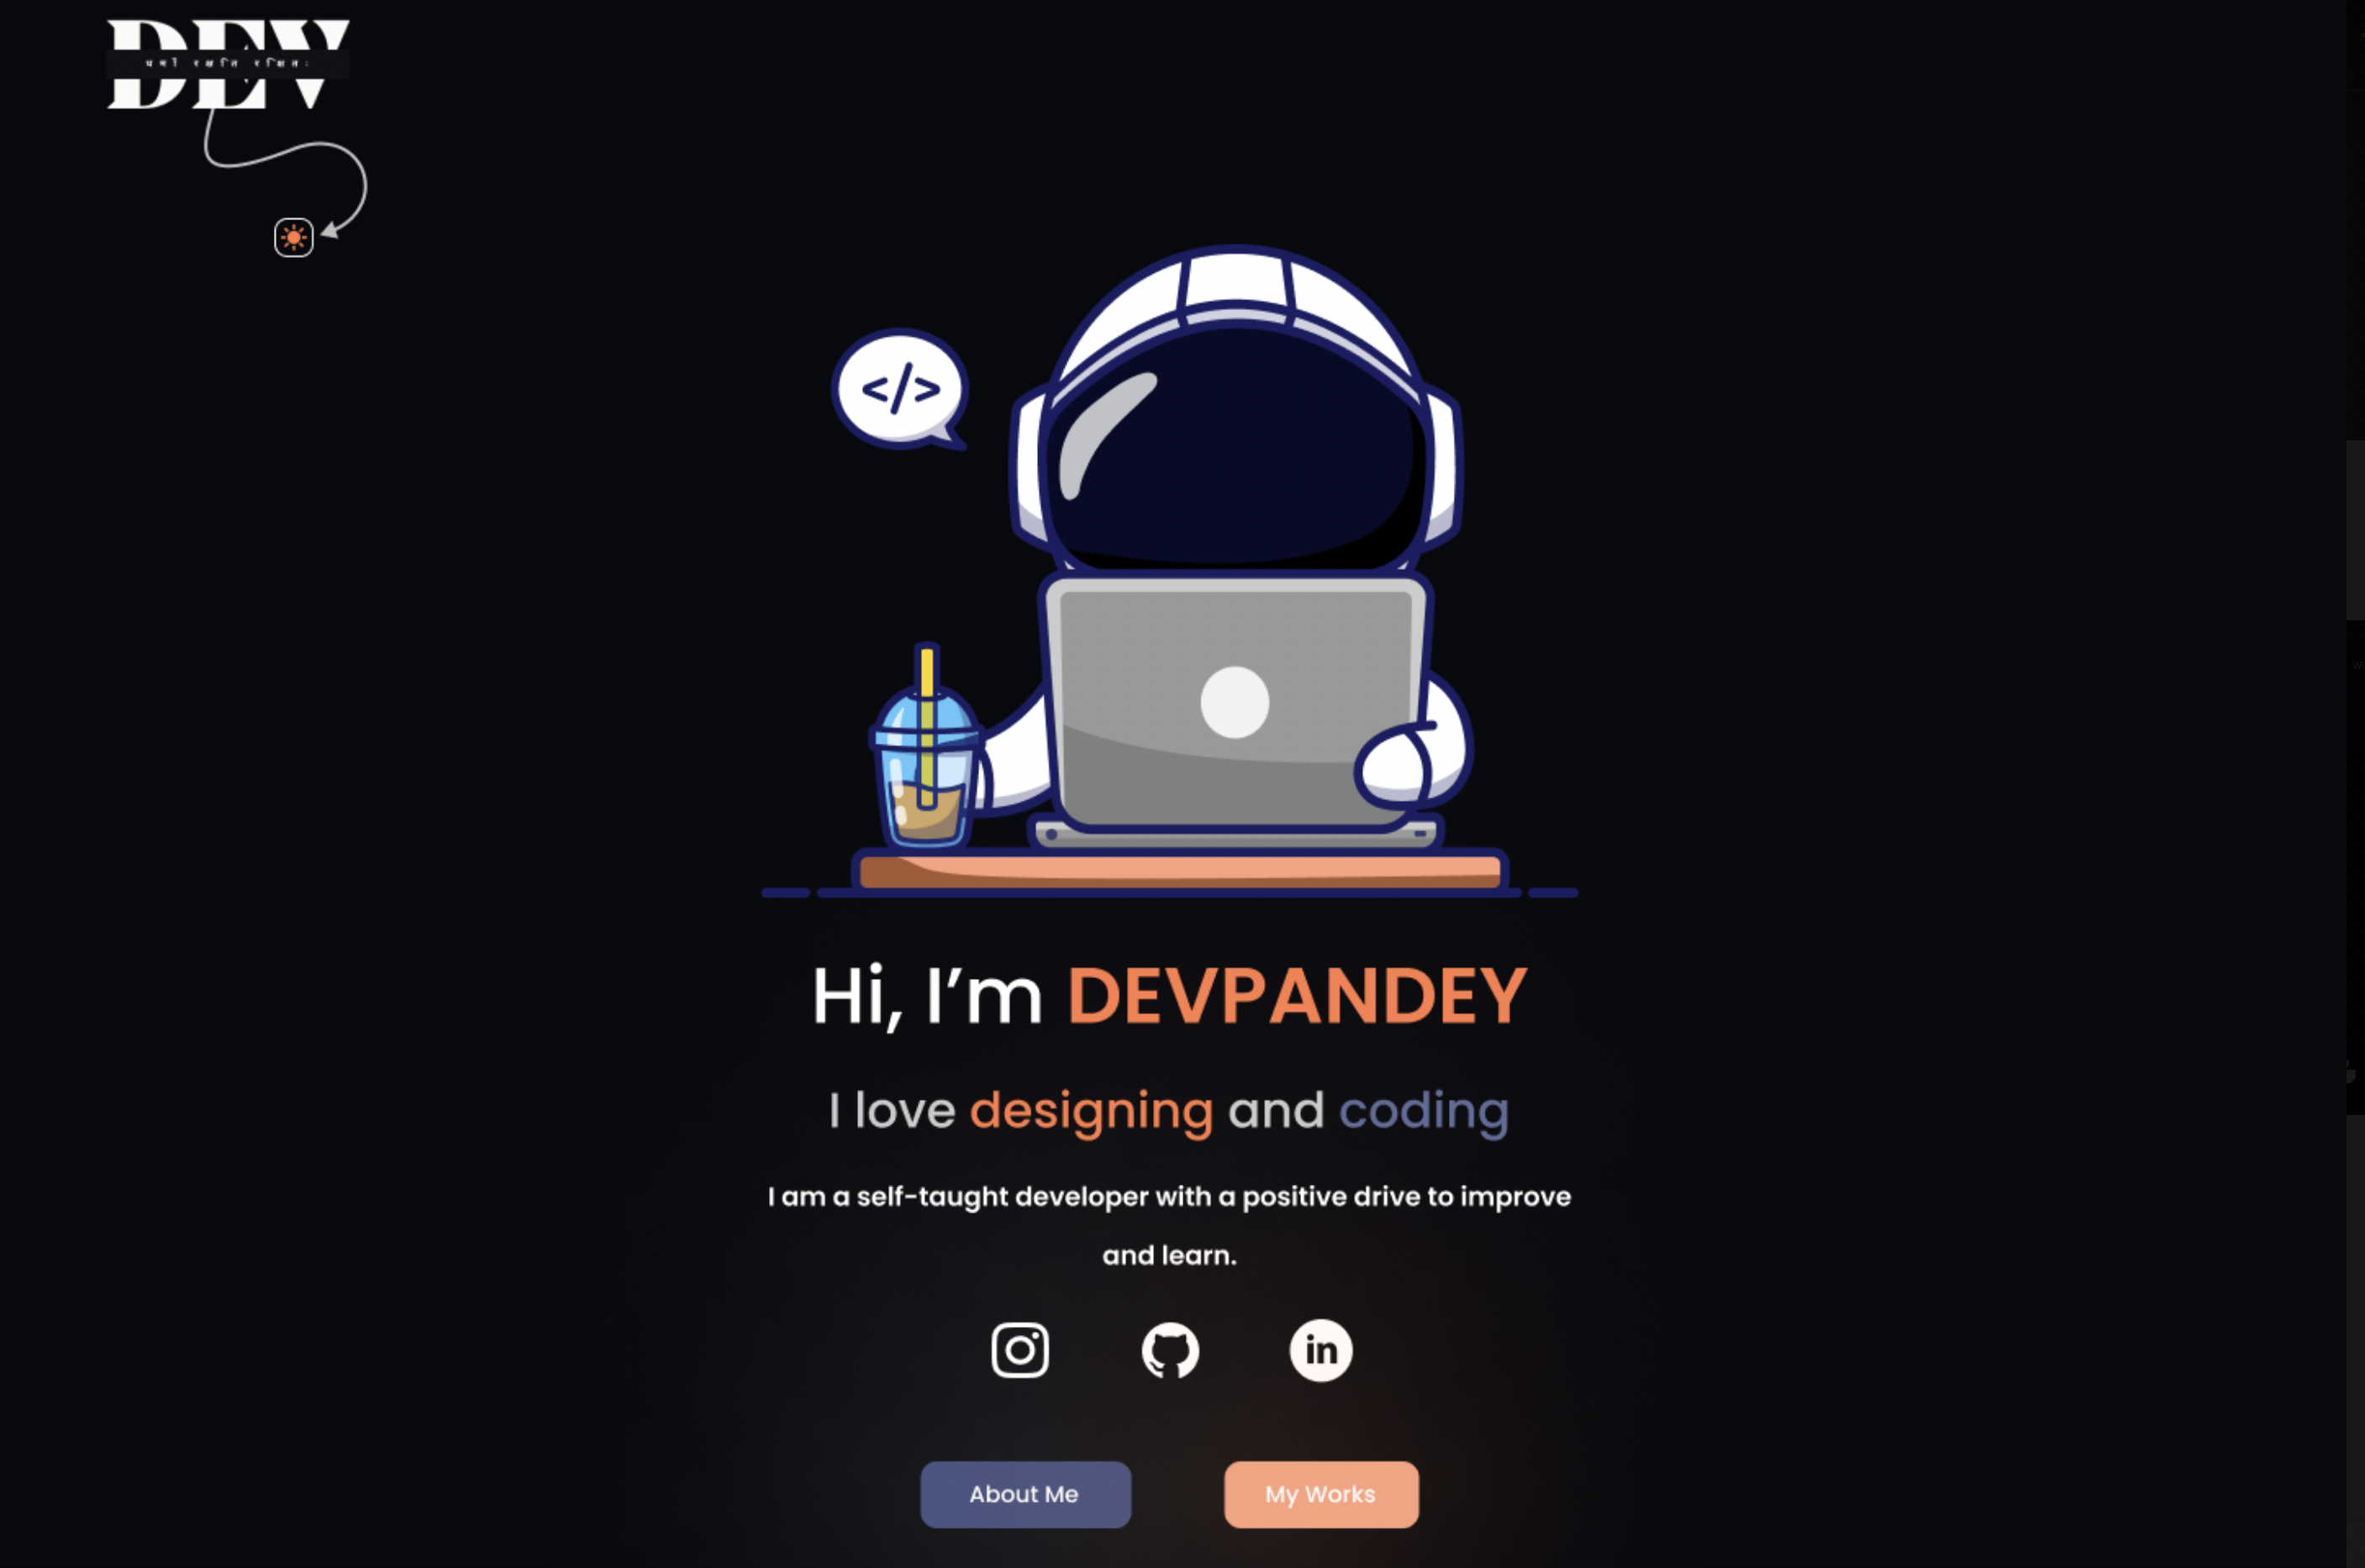 DEV
Hi, I’m DEVPANDEY
I love designing and coding
I am a self-taught developer with a positive drive to improve
and learn.
in
About Me
My Works